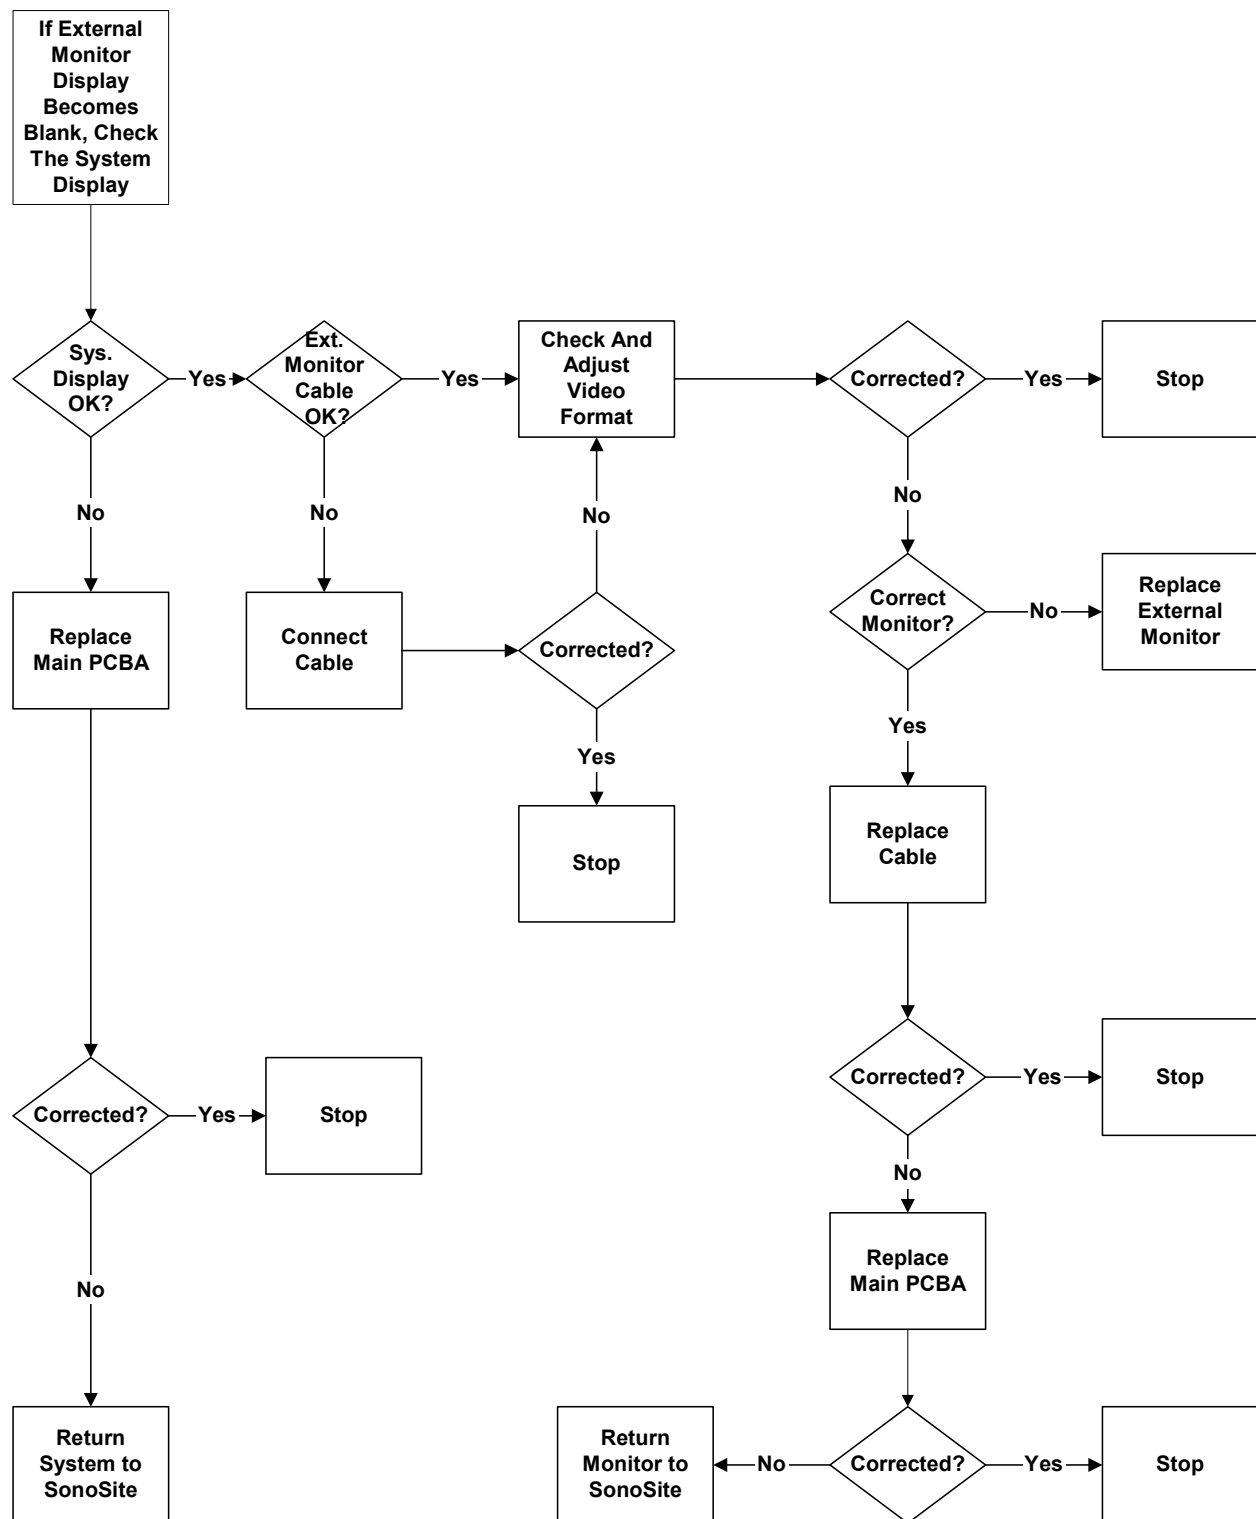 If External
Monitor
Display
Becomes
Blank, Check
The System
Display
Sys.
Display
OK?
Yes
Ext.
Monitor
Cable
OK?
Yes
Check And
Adjust
Video
Format
Corrected?
Yes
Stop
No
No
No
No
Replace
Main PCBA
Connect
Cable
Corrected?
Correct
Monitor?
No
Replace
External
Monitor
Yes
Yes
Stop
Replace
Cable
Corrected?
Yes
Stop
Corrected?
Yes
Stop
No
No
Replace
Main PCBA
Return
System to
SonoSite
Return
Monitor to
SonoSite
No
Corrected?
Yes
Stop